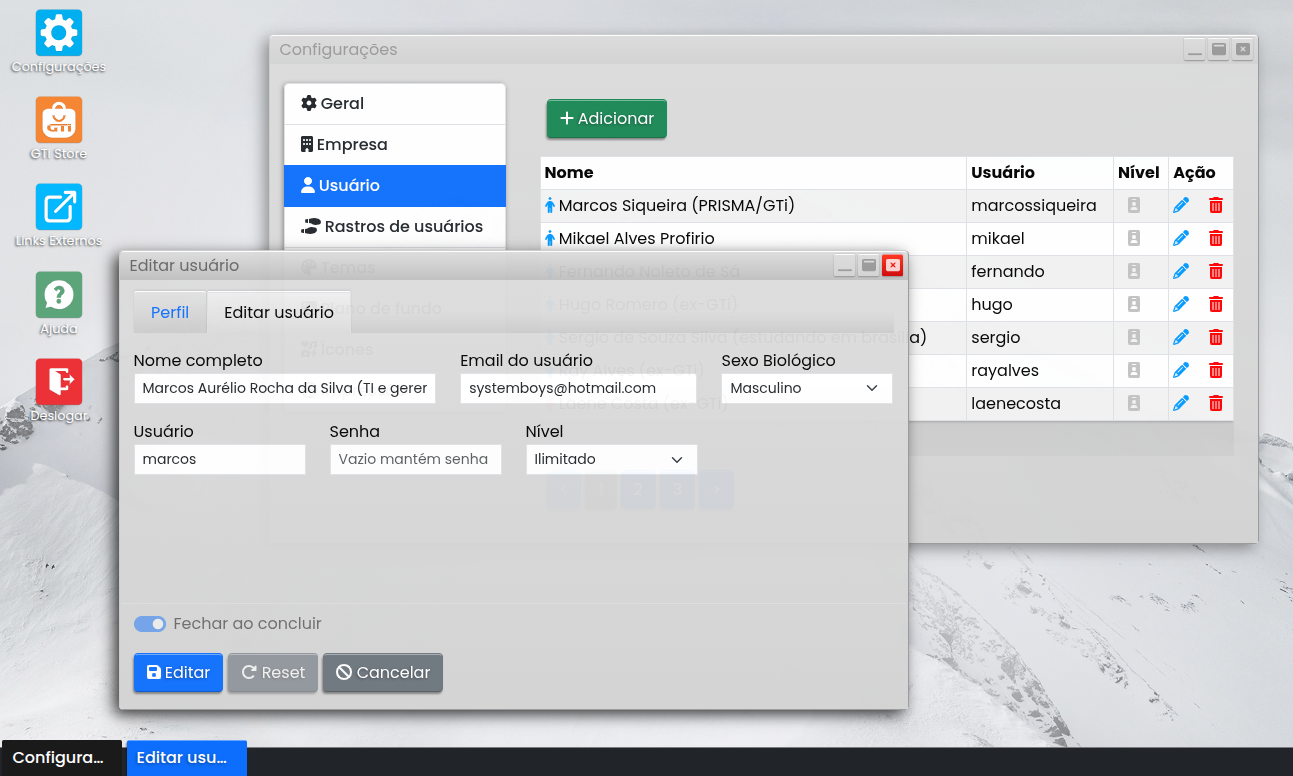 Configurações
GTI Store
Links Externos
Ajuda
Deslogar
Configurações
Geral
Empresa
Usuário
Rastros de usuários
Temas
Plano de fundo
Ícones
Adicionar
Nome Usuário Nível Ação
Marcos Siqueira (PRISMA/GTi) marcossiqueira
Mikael Alves Profirio mikael
Fernando Noleto de Sá fernando
Hugo Romero (ex-GTi) hugo
Sergio de Souza Silva (estudando em brasília) sergio
Ray Alves (ex-GTi) rayalves
Laene Costa (ex-GTi) laenecosta
1 2 3
Editar usuário
Perfil Editar usuário
Nome completo Email do usuário Sexo Biológico
Marcos Aurélio Rocha da Silva (TI e gerer systemboys@hotmail.com Masculino
Usuário Senha Nível
marcos Vazio mantém senha Ilimitado
Fechar ao concluir
Editar Reset Cancelar
Configura... Editar usu...